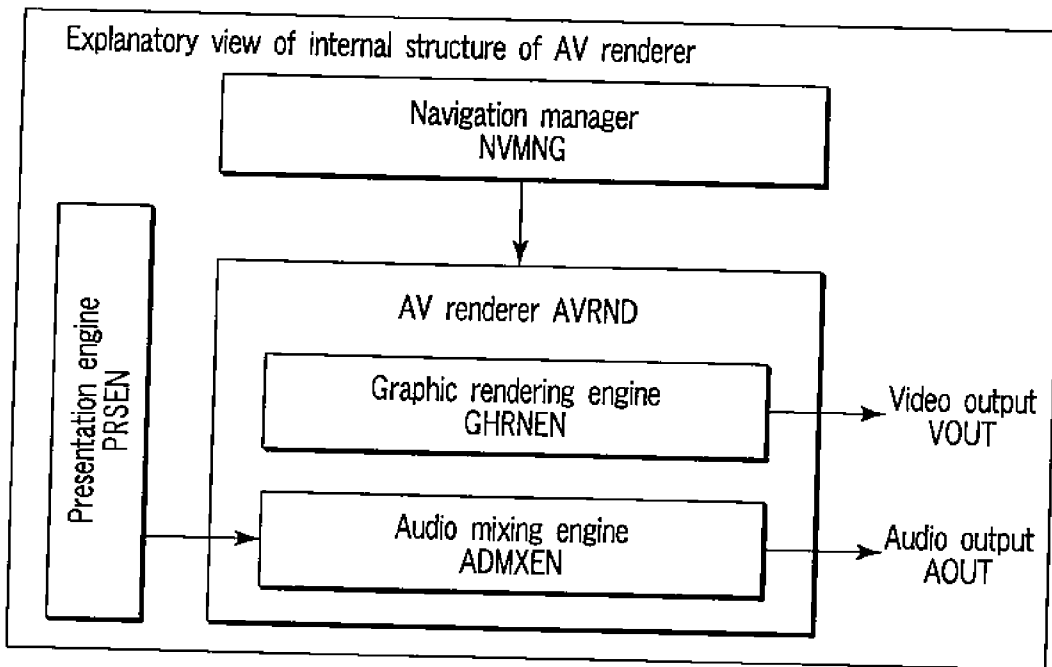 Explanatory view of internal structure of AV renderer
Navigation manager
NVMNG
Presentation engine
PRSEN
AV renderer AVRND
Graphic rendering engine
GHRNEN
Video output
VOUT
Audio mixing engine
ADMXEN
Audio output
AOUT